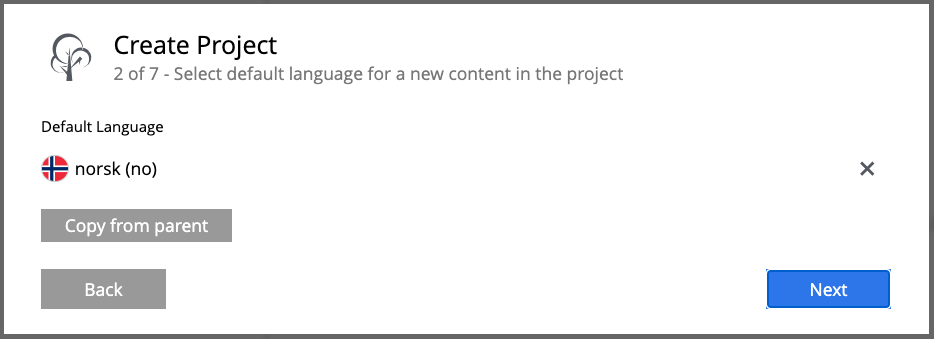 Create Project
2 of 7 - Select default language for a new content in the project
Default Language
norsk (no)
Copy from parent
Back
Next